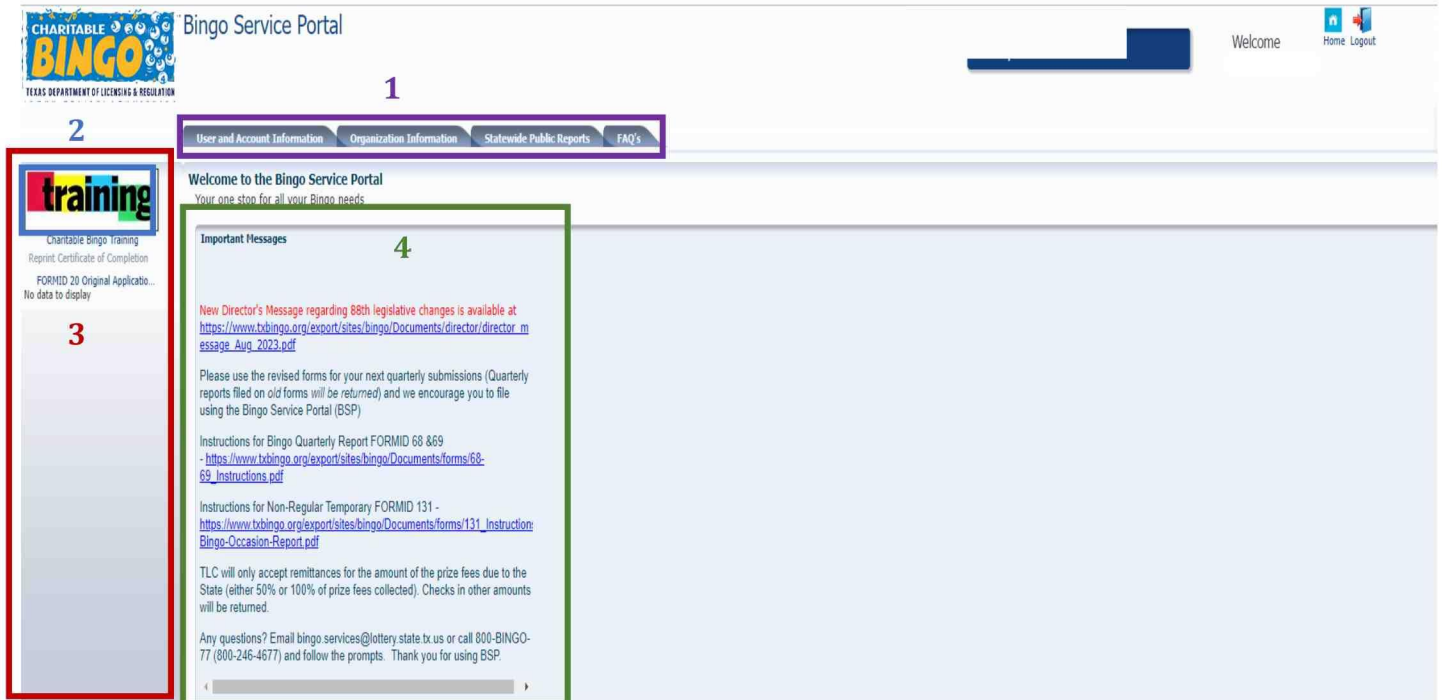 CHARITABLE
BINGO
TEXAS DEPARTMENT OF LICENSING & REGULATION
Bingo Service Portal
Welcome
Home Logout
1
2
User and Account Information Organization Information Statewide Public Reports FAQ's
training
Charitable Bingo Training
Reprint Certificate of Completion
FORMID 20 Original Applicatio...
No data to display
3
Welcome to the Bingo Service Portal
Your one stop for all your Bingo needs
Important Messages
4
New Director's Message regarding 88th legislative changes is available at
https://www.txbingo.org/export/sites/bingo/Documents/director/director_m
essage_Aug_2023.pdf
Please use the revised forms for your next quarterly submissions (Quarterly
reports filed on old forms will be returned) and we encourage you to file
using the Bingo Service Portal (BSP)
Instructions for Bingo Quarterly Report FORMID 68 &69
- https://www.txbingo.org/export/sites/bingo/Documents/forms/68-
69_Instructions.pdf
Instructions for Non-Regular Temporary FORMID 131 -
https://www.txbingo.org/export/sites/bingo/Documents/forms/131_Instructions
Bingo-Occasion-Report.pdf
TLC will only accept remittances for the amount of the prize fees due to the
State (either 50% or 100% of prize fees collected). Checks in other amounts
will be returned.
Any questions? Email bingo.services@lottery.state.tx.us or call 800-BINGO-
77 (800-246-4677) and follow the prompts. Thank you for using BSP.